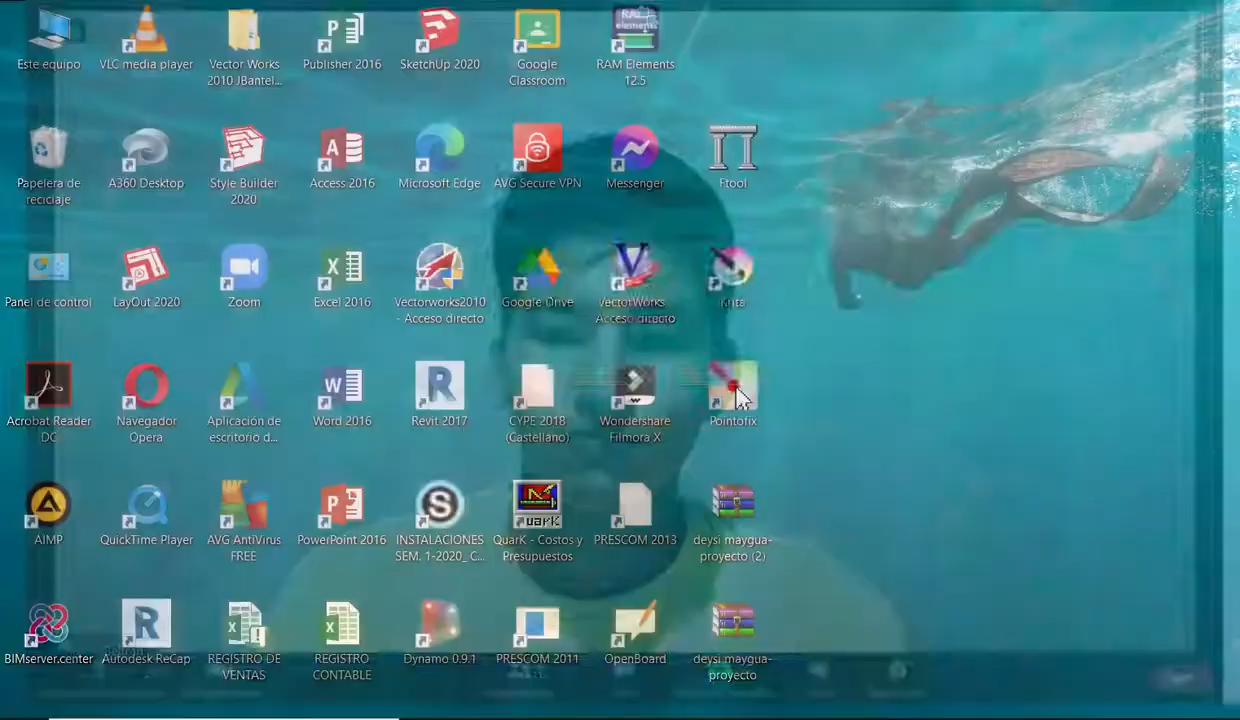 Este equipo
VLC media player
Vector Works
2010 JBantel...
Publisher 2016
SketchUp 2020
Google
Classroom
RAM Elements
12.5
Papelera de
reciclaje
A360 Desktop
Style Builder
2020
Access 2016
Microsoft Edge
AVG Secure VPN
Messenger
Ftool
Panel de control
LayOut 2020
Zoom
Excel 2016
Vectorworks2010
- Acceso directo
Google Drive
VectorWorks
Acceso directo
Krita
Acrobat Reader
DC
Navegador
Opera
Aplicación de
escritorio d...
Word 2016
Revit 2017
CYPE 2018
(Castellano)
Wondershare
Filmora X
Pointofix
AIMP
QuickTime Player
AVG AntiVirus
FREE
PowerPoint 2016
INSTALACIONES
SEM. 1-2020_ C...
QuarK - Costos y
Presupuestos
PRESCOM 2013
deysi maygua-
proyecto (2)
BIMserver.center
Autodesk ReCap
REGISTRO DE
VENTAS
REGISTRO
CONTABLE
Dynamo 0.9.1
PRESCOM 2011
OpenBoard
deysi maygua-
proyecto